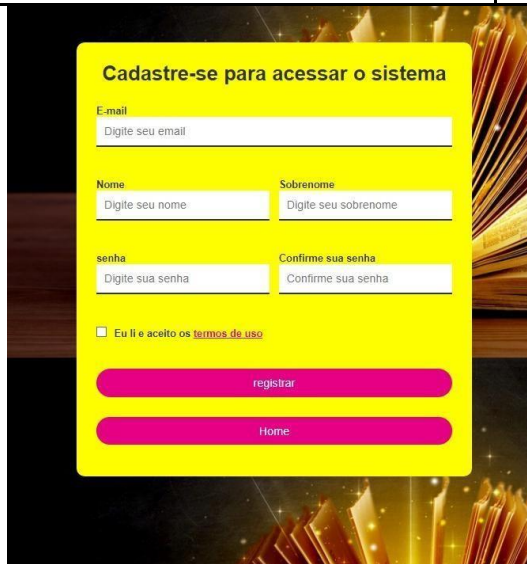 Cadastre-se para acessar o sistema
E-mail
Digite seu email
Nome Sobrenome
Digite seu nome Digite seu sobrenome
senha Confirme sua senha
Digite sua senha Confirme sua senha
Eu li e aceito os termos de uso
registrar
Home